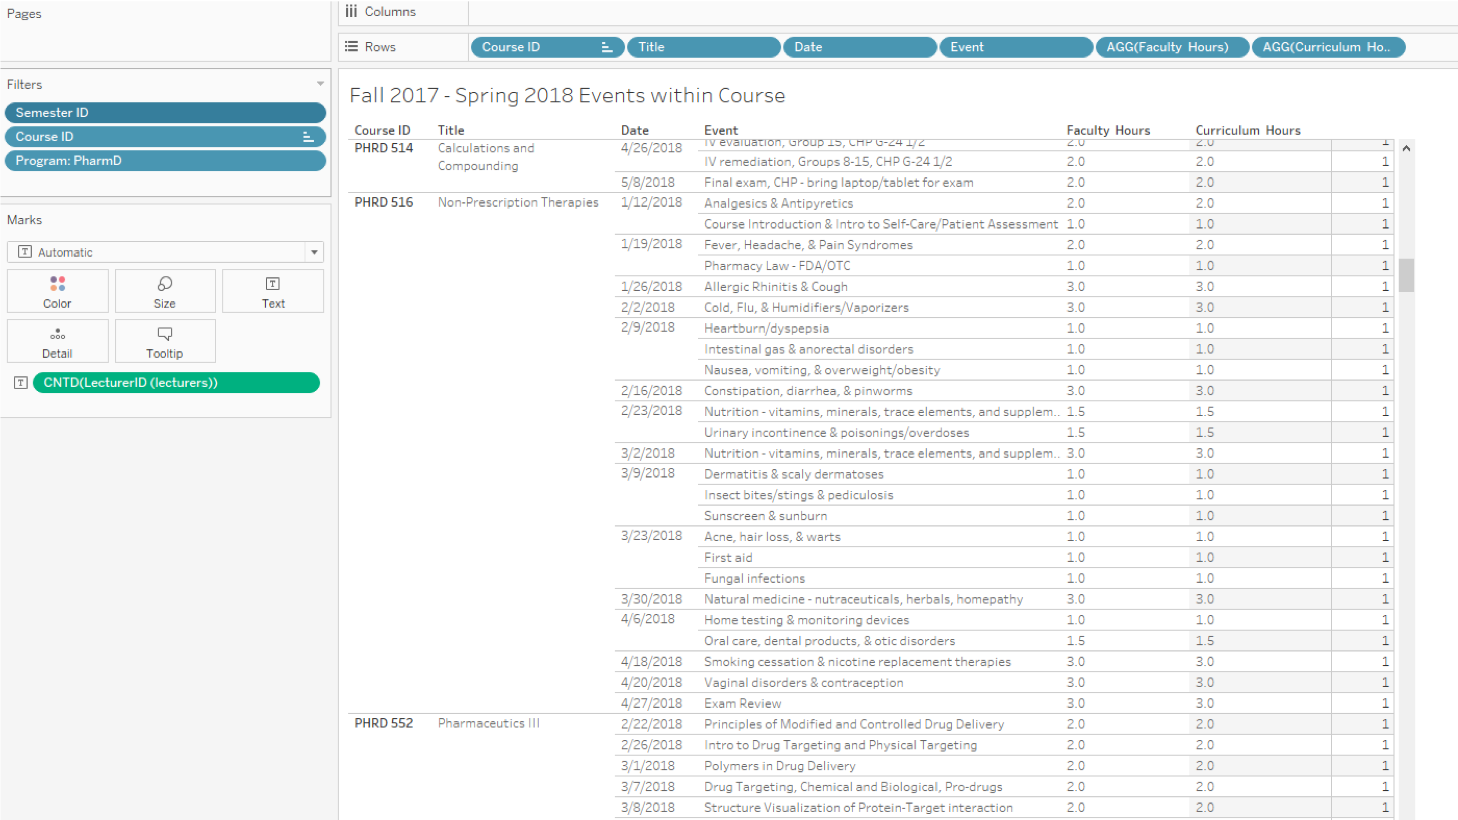 Pages
Columns
Rows
Course ID
Title
Date
Event
AGG(Faculty Hours)
AGG(Curriculum Ho..
Filters
Semester ID
Course ID
Program: PharmD
Marks
Automatic
Color
Size
Text
Detail
Tooltip
CNTD(LecturerID (lecturers))
Fall 2017 - Spring 2018 Events within Course
Course ID Title Date Event Faculty Hours Curriculum Hours
PHRD 514 Calculations and Compounding 4/26/2018 IV evaluation, Group 15, CHP G-24 1/2 2.0 2.0 1
IV remediation, Groups 8-15, CHP G-24 1/2 2.0 2.0 1
5/8/2018 Final exam, CHP - bring laptop/tablet for exam 2.0 2.0 1
PHRD 516 Non-Prescription Therapies 1/12/2018 Analgesics & Antipyretics 2.0 2.0 1
Course Introduction & Intro to Self-Care/Patient Assessment 1.0 1.0 1
1/19/2018 Fever, Headache, & Pain Syndromes 2.0 2.0 1
Pharmacy Law - FDA/OTC 1.0 1.0 1
1/26/2018 Allergic Rhinitis & Cough 3.0 3.0 1
2/2/2018 Cold, Flu, & Humidifiers/Vaporizers 3.0 3.0 1
2/9/2018 Heartburn/dyspepsia 1.0 1.0 1
Intestinal gas & anorectal disorders 1.0 1.0 1
Nausea, vomiting, & overweight/obesity 1.0 1.0 1
2/16/2018 Constipation, diarrhea, & pinworms 3.0 3.0 1
2/23/2018 Nutrition - vitamins, minerals, trace elements, and supplem.. 1.5 1.5 1
Urinary incontinence & poisonings/overdoses 1.5 1.5 1
3/2/2018 Nutrition - vitamins, minerals, trace elements, and supplem.. 3.0 3.0 1
3/9/2018 Dermatitis & scaly dermatoses 1.0 1.0 1
Insect bites/stings & pediculosis 1.0 1.0 1
Sunscreen & sunburn 1.0 1.0 1
3/23/2018 Acne, hair loss, & warts 1.0 1.0 1
First aid 1.0 1.0 1
Fungal infections 1.0 1.0 1
3/30/2018 Natural medicine - nutraceuticals, herbals, homepathy 3.0 3.0 1
4/6/2018 Home testing & monitoring devices 1.0 1.0 1
Oral care, dental products, & otic disorders 1.5 1.5 1
4/18/2018 Smoking cessation & nicotine replacement therapies 3.0 3.0 1
4/20/2018 Vaginal disorders & contraception 3.0 3.0 1
4/27/2018 Exam Review 3.0 3.0 1
PHRD 552 Pharmaceutics III 2/22/2018 Principles of Modified and Controlled Drug Delivery 2.0 2.0 1
2/26/2018 Intro to Drug Targeting and Physical Targeting 2.0 2.0 1
3/1/2018 Polymers in Drug Delivery 2.0 2.0 1
3/7/2018 Drug Targeting, Chemical and Biological, Pro-drugs 2.0 2.0 1
3/8/2018 Structure Visualization of Protein-Target interaction 2.0 2.0 1